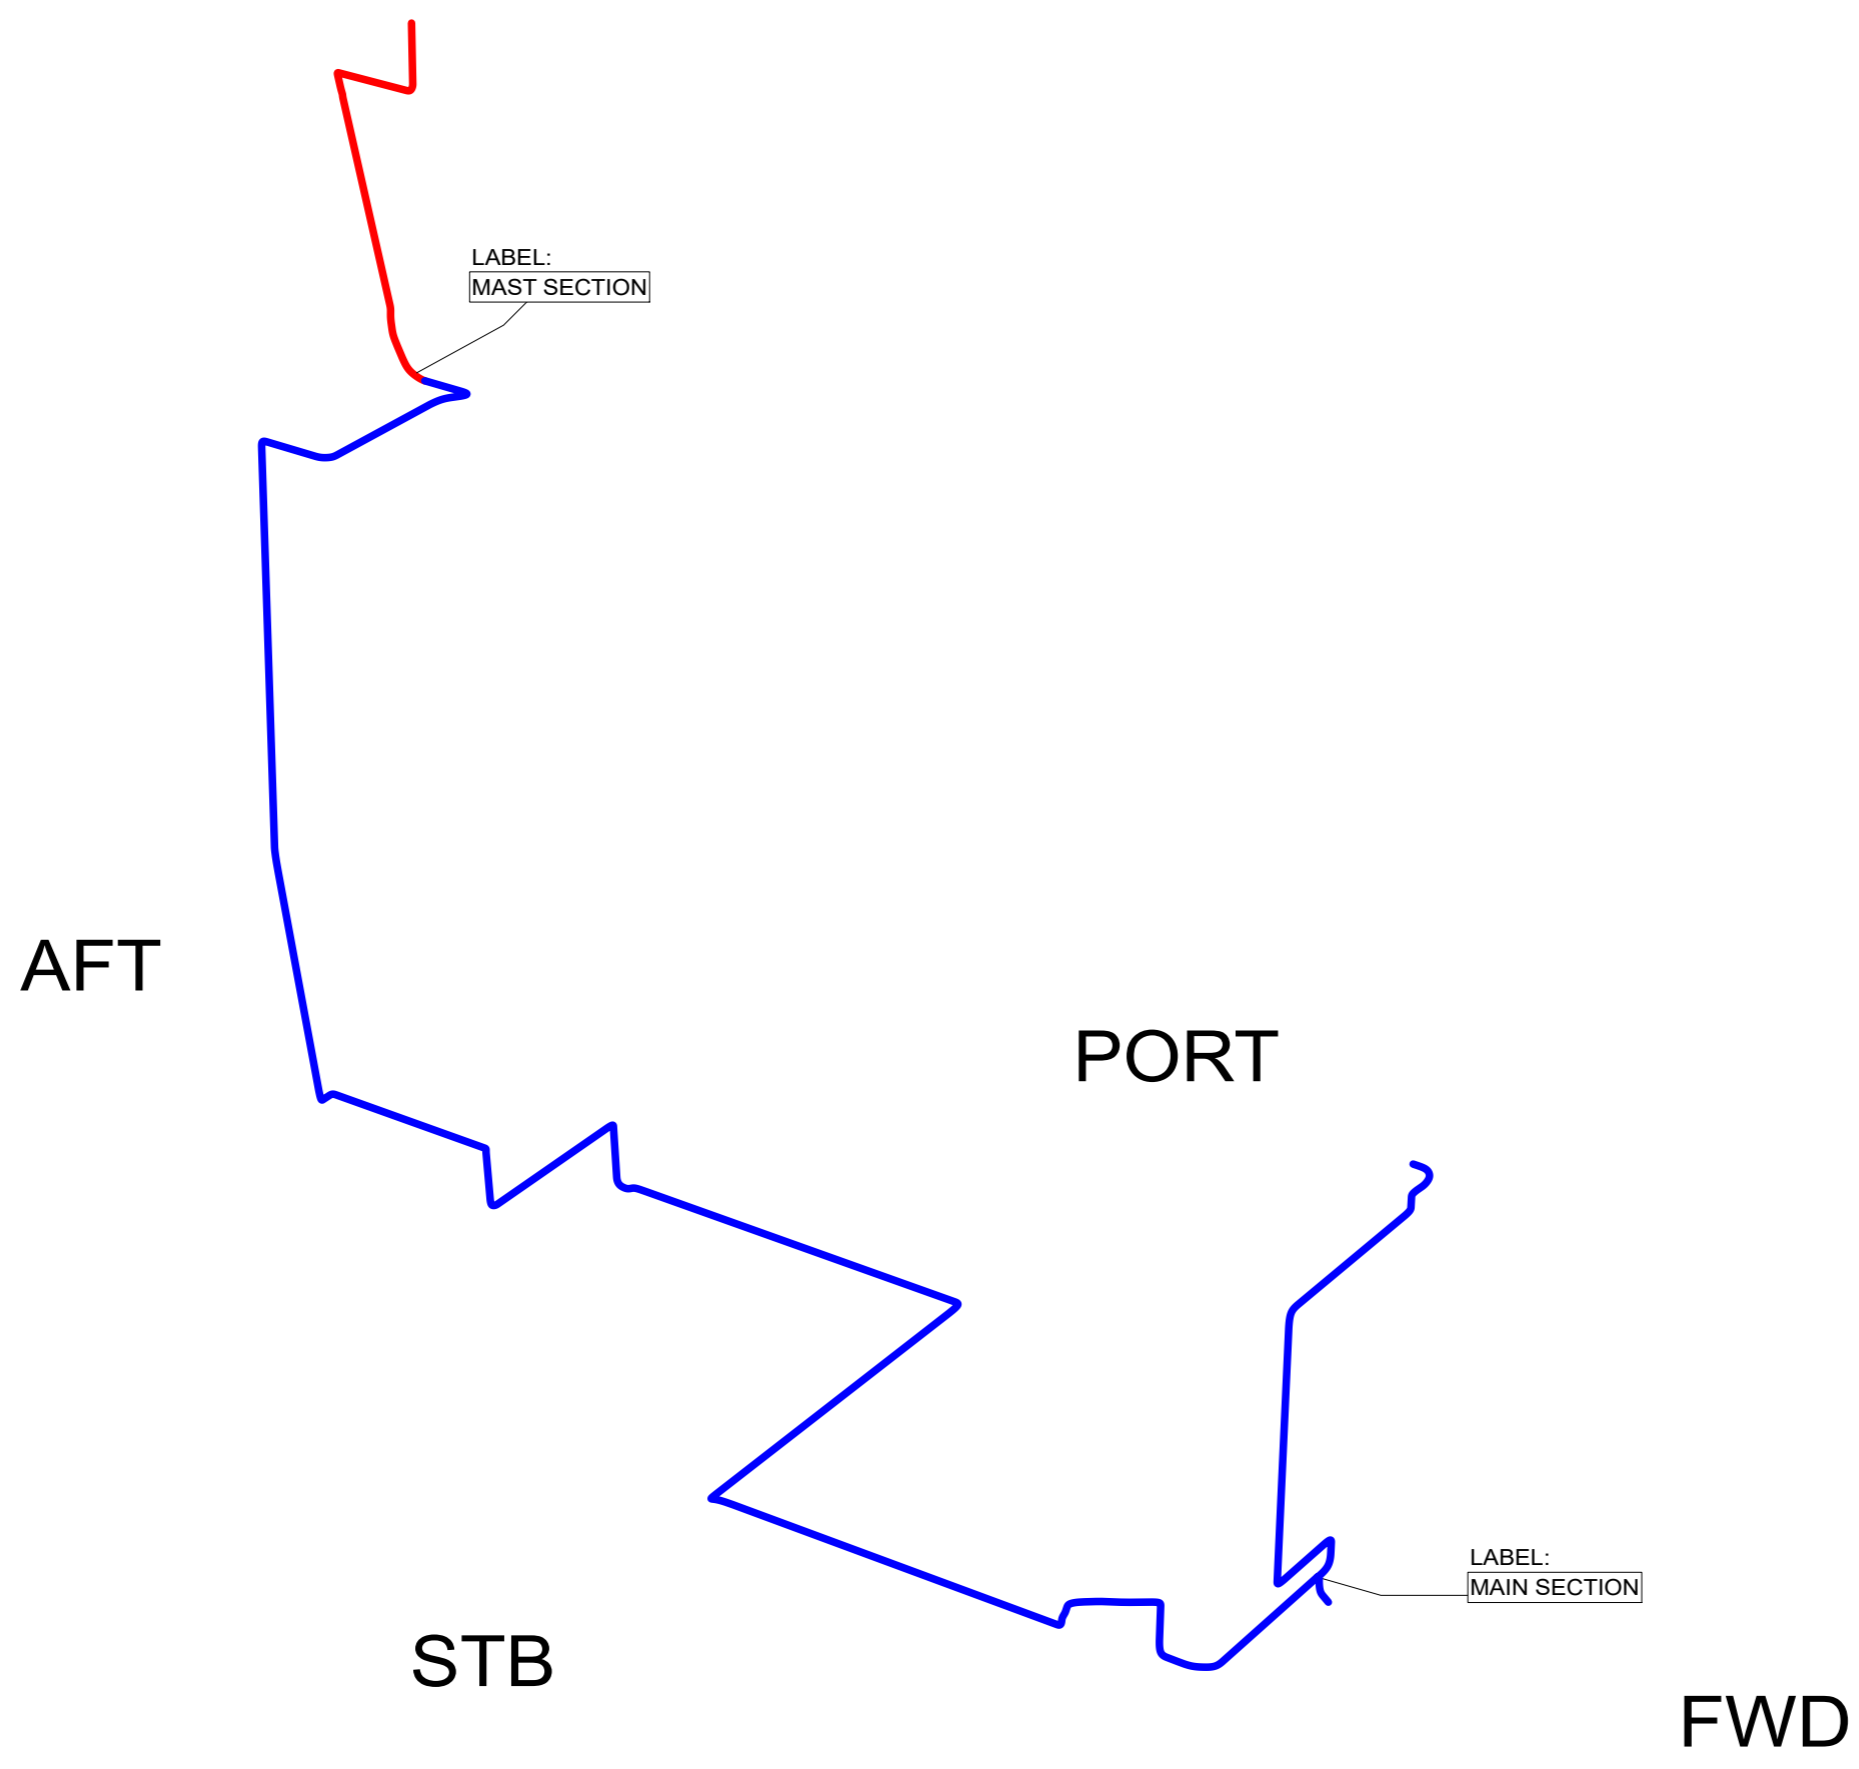 LABEL:
MAST SECTION
AFT
PORT
LABEL:
MAIN SECTION
STB
FWD